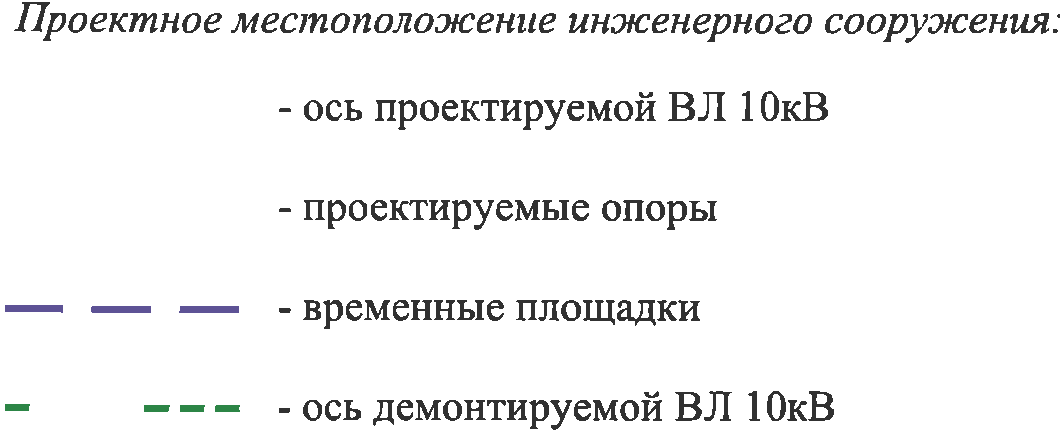 Проектное местоположение инженерного сооружения:
- ось проектируемой ВЛ 10кВ
- проектируемые опоры
- временные площадки
- ось демонтируемой ВЛ 10кВ